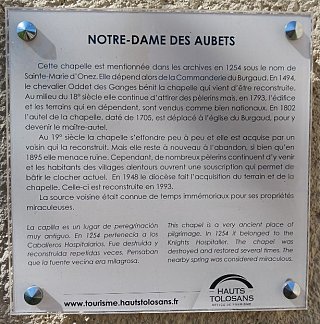 NOTRE-DAME DES AUBETS
Cette chapelle est mentionnée dans les archives en 1254 sous le nom de
Sainte-Marie d'Onez. Elle dépend alors de la Commanderie du Burgaud. En 1494,
le chevalier Oddet des Ganges bénit la chapelle qui vient d'être reconstruite.
Au milieu du 18e siècle elle continue d'attirer des pèlerins mais, en 1793, l'édifice
et les terrains qui en dépendent, sont vendus comme bien nationaux. En 1802
l'autel de la chapelle, daté de 1705, est déplacé à l'église du Burgaud, pour y
devenir le maître-autel.
Au 19e siècle la chapelle s'effondre peu à peu et elle est acquise par un
voisin qui la reconstruit. Mais elle reste à nouveau à l'abandon, si bien qu'en
1895 elle menace ruine. Cependant, de nombreux pèlerins continuent d'y venir
et les habitants des villages alentours ouvrent une souscription qui permet de
bâtir le clocher actuel. En 1948 le diocèse fait l'acquisition du terrain et de la
chapelle. Celle-ci est reconstruite en 1993.
La source voisine était connue de temps immémoriaux pour ses propriétés
miraculeuses.
La capilla es un lugar de peregrinación
muy antiguo. En 1254 pertenecía a los
Caballeros Hospitalarios. Fue destruida y
reconstruida repetidas veces. Pensaban
que la fuente vecina era milagrosa.
This chapel is a very ancient place of
pilgrimage. In 1254 it belonged to the
Knights Hospitaller. The chapel was
destroyed and restored several times. The
nearby spring was considered miraculous.
www.tourisme.hautstolosans.fr
HAUTS
TOLOSANS
OFFICE DE TOURISME